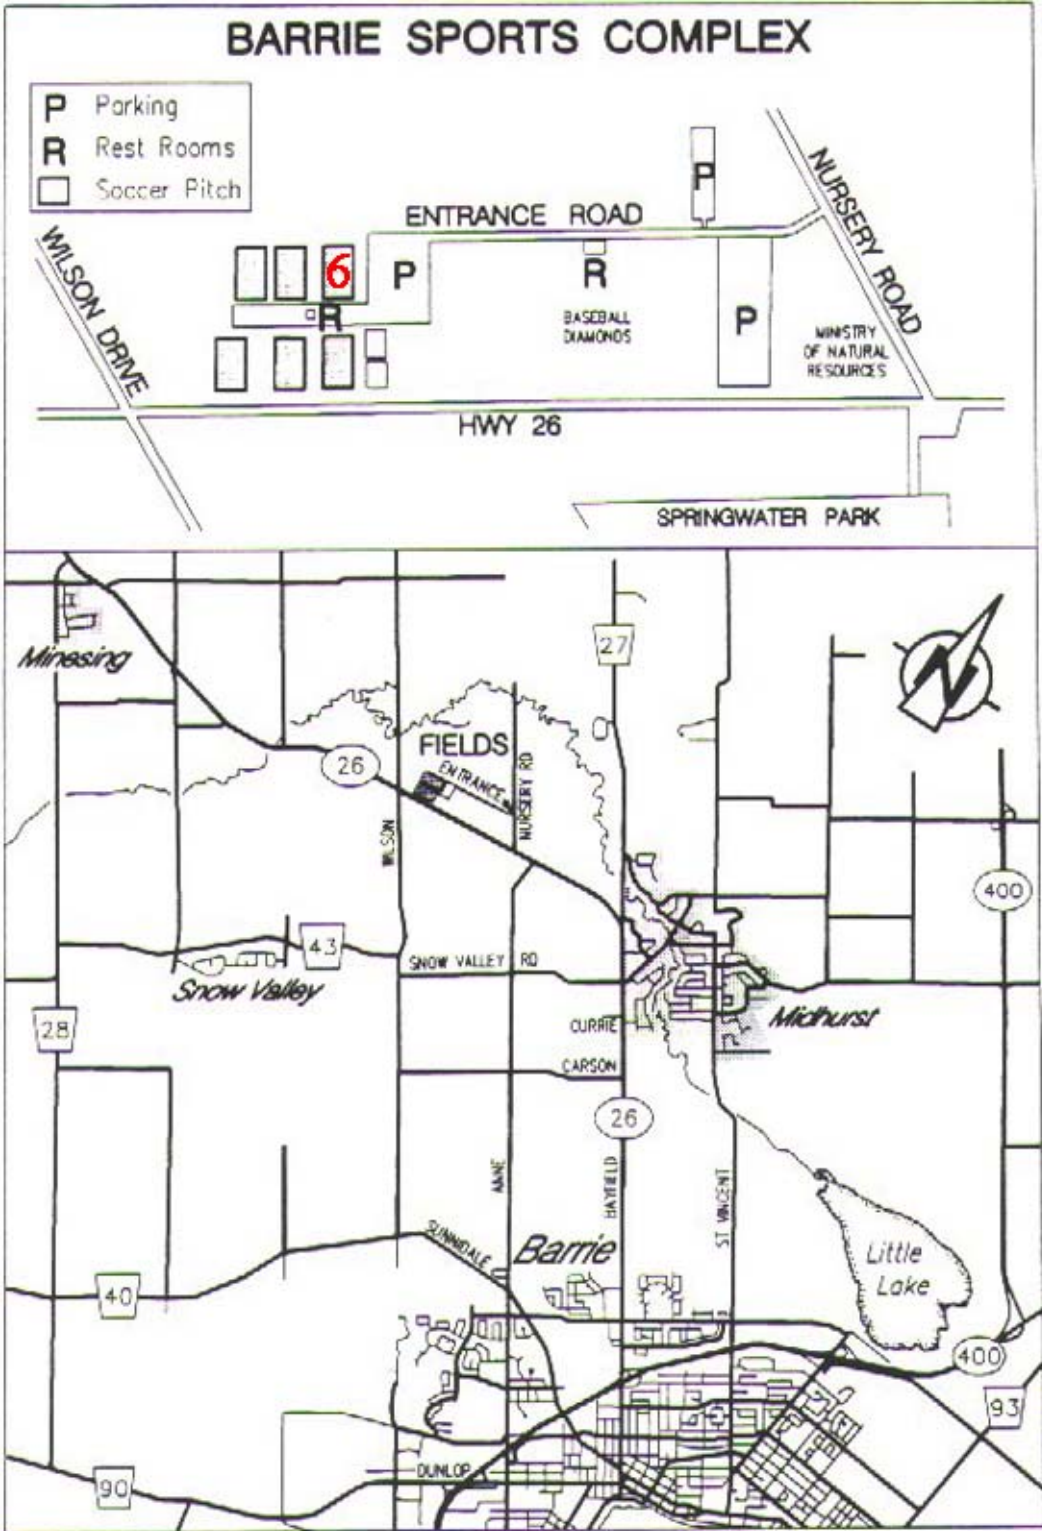 BARRIE SPORTS COMPLEX
P Parking
R Rest Rooms
Soccer Pitch
P
NURSERY ROAD
ENTRANCE ROAD
WILSON DRIVE
6
P
R
R
BASEBALL
DIAMONDS
P
MINISTRY
OF NATURAL
RESOURCES
HWY 26
SPRINGWATER PARK
27
Minesing
N
FIELDS
26
ENTRANCE
NURSERY RD
WILSON
400
43
SNOW VALLEY RD
Snow Valley
28
CURRIE
Midhurst
CARSON
26
ANNE
BAYFIELD
ST VINCENT
SUNNIDALE
Barrie
Little
Lake
40
400
93
DUNLOP
90